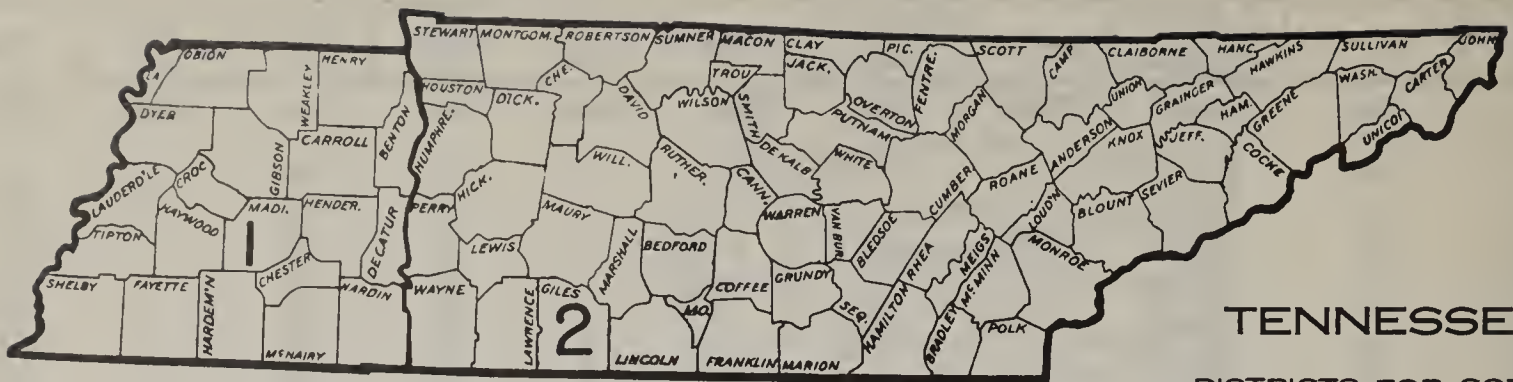 STEWART MONTGOM. ROBERTSON SUMNER MACON CLAY PIC. SCOTT CAMP CLAIBORNE HANC. HAWKINS SULLIVAN JOHN.
LA OBION WEAKLEY HENRY HOUSTON DICK. CHE. DAVID WILSON TROU SMITH JACK. OVERTON FENTRE. MORGAN UNION GRAINGER HAM. GREENE WASH. CARTER UNICOI
DYER GIBSON CARROLL BENTON HUMPHRE. WILL. RUTHER. DE KALB PUTNAM WHITE ANDERSON KNOX JEFF. COCKE
LAUDERD'LE CROC HICK. CANN. CUMBER ROANE SEVIER
TIPTON HAYWOOD MADI. HENDER. DECATUR PERRY LEWIS MAURY MARSHALL BEDFORD WARREN VAN BUR BLEDSOE RHEA MEIGS LOUD'N BLOUNT MONROE
1
SHELBY FAYETTE HARDEM'N CHESTER HARDIN WAYNE LAWRENCE GILES MO. COFFEE GRUNDY SEQ. HAMILTON BRADLEY McMINN POLK
2
McNAIRY LINCOLN FRANKLIN MARION
TENNESSE
DISTRICTS FOR